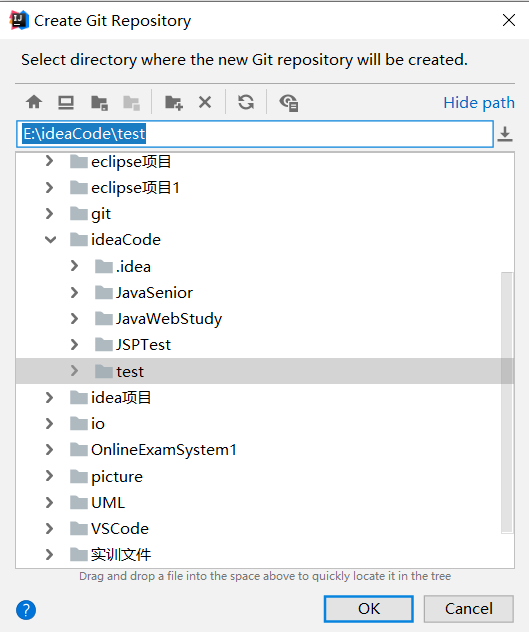 Create Git Repository
Select directory where the new Git repository will be created.
Hide path
E:\ideaCode\test
eclipse项目
eclipse项目1
git
ideaCode
.idea
JavaSenior
JavaWebStudy
JSPTest
test
idea项目
io
OnlineExamSystem1
picture
UML
VSCode
实训文件
Drag and drop a file into the space above to quickly locate it in the tree
?
OK
Cancel